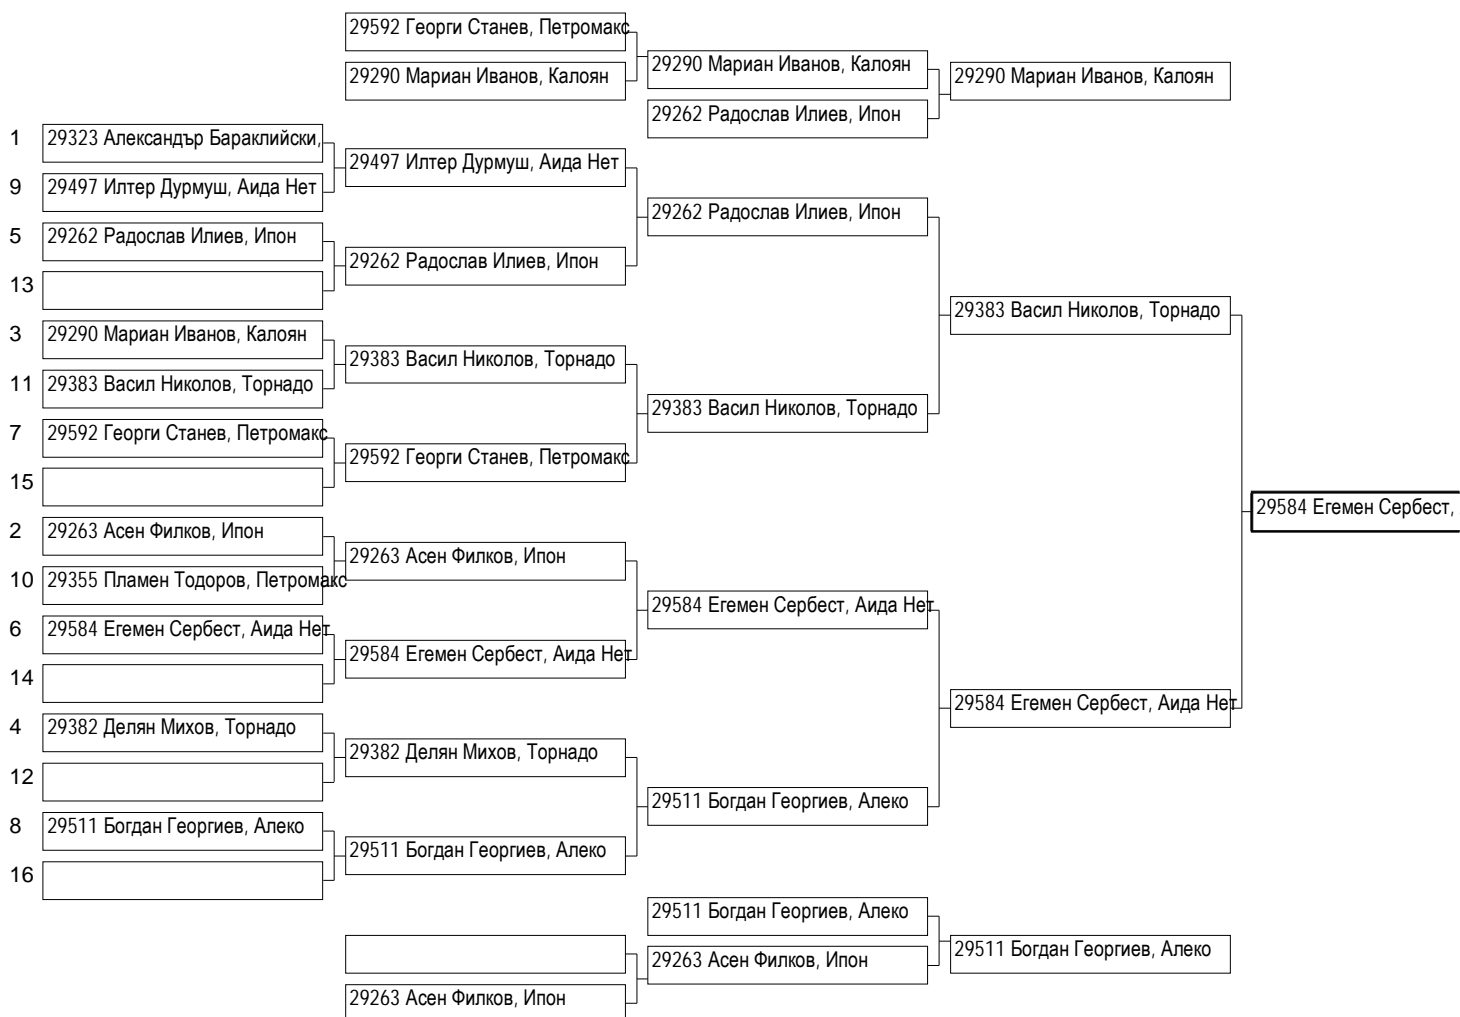 29592 Георги Станев, Петромакс
29290 Мариан Иванов, Калоян
29290 Мариан Иванов, Калоян
29262 Радослав Илиев, Ипон
29290 Мариан Иванов, Калоян
1 29323 Александър Бараклийски,
9 29497 Илтер Дурмуш, Аида Нет
5 29262 Радослав Илиев, Ипон
13
3 29290 Мариан Иванов, Калоян
11 29383 Васил Николов, Торнадо
7 29592 Георги Станев, Петромакс
15
2 29263 Асен Филков, Ипон
10 29355 Пламен Тодоров, Петромакс
6 29584 Егемен Сербест, Аида Нет
14
4 29382 Делян Михов, Торнадо
12
8 29511 Богдан Георгиев, Алеко
16
29497 Илтер Дурмуш, Аида Нет
29262 Радослав Илиев, Ипон
29383 Васил Николов, Торнадо
29592 Георги Станев, Петромакс
29263 Асен Филков, Ипон
29584 Егемен Сербест, Аида Нет
29382 Делян Михов, Торнадо
29511 Богдан Георгиев, Алеко
29262 Радослав Илиев, Ипон
29383 Васил Николов, Торнадо
29584 Егемен Сербест, Аида Нет
29511 Богдан Георгиев, Алеко
29383 Васил Николов, Торнадо
29584 Егемен Сербест, Аида Нет
29584 Егемен Сербест,
29511 Богдан Георгиев, Алеко
29263 Асен Филков, Ипон
29511 Богдан Георгиев, Алеко
29263 Асен Филков, Ипон